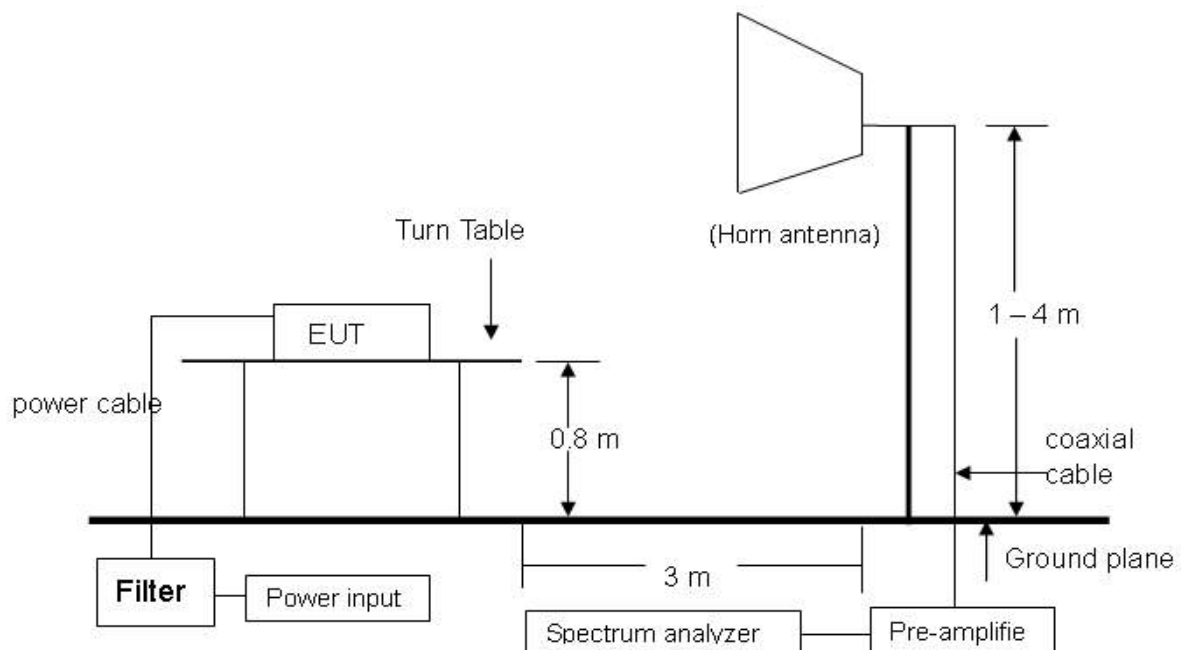 (Horn antenna)
Turn Table
1 – 4 m
EUT
power cable
0.8 m
coaxial
cable
Ground plane
3 m
Filter
Power input
Spectrum analyzer
Pre-amplifie